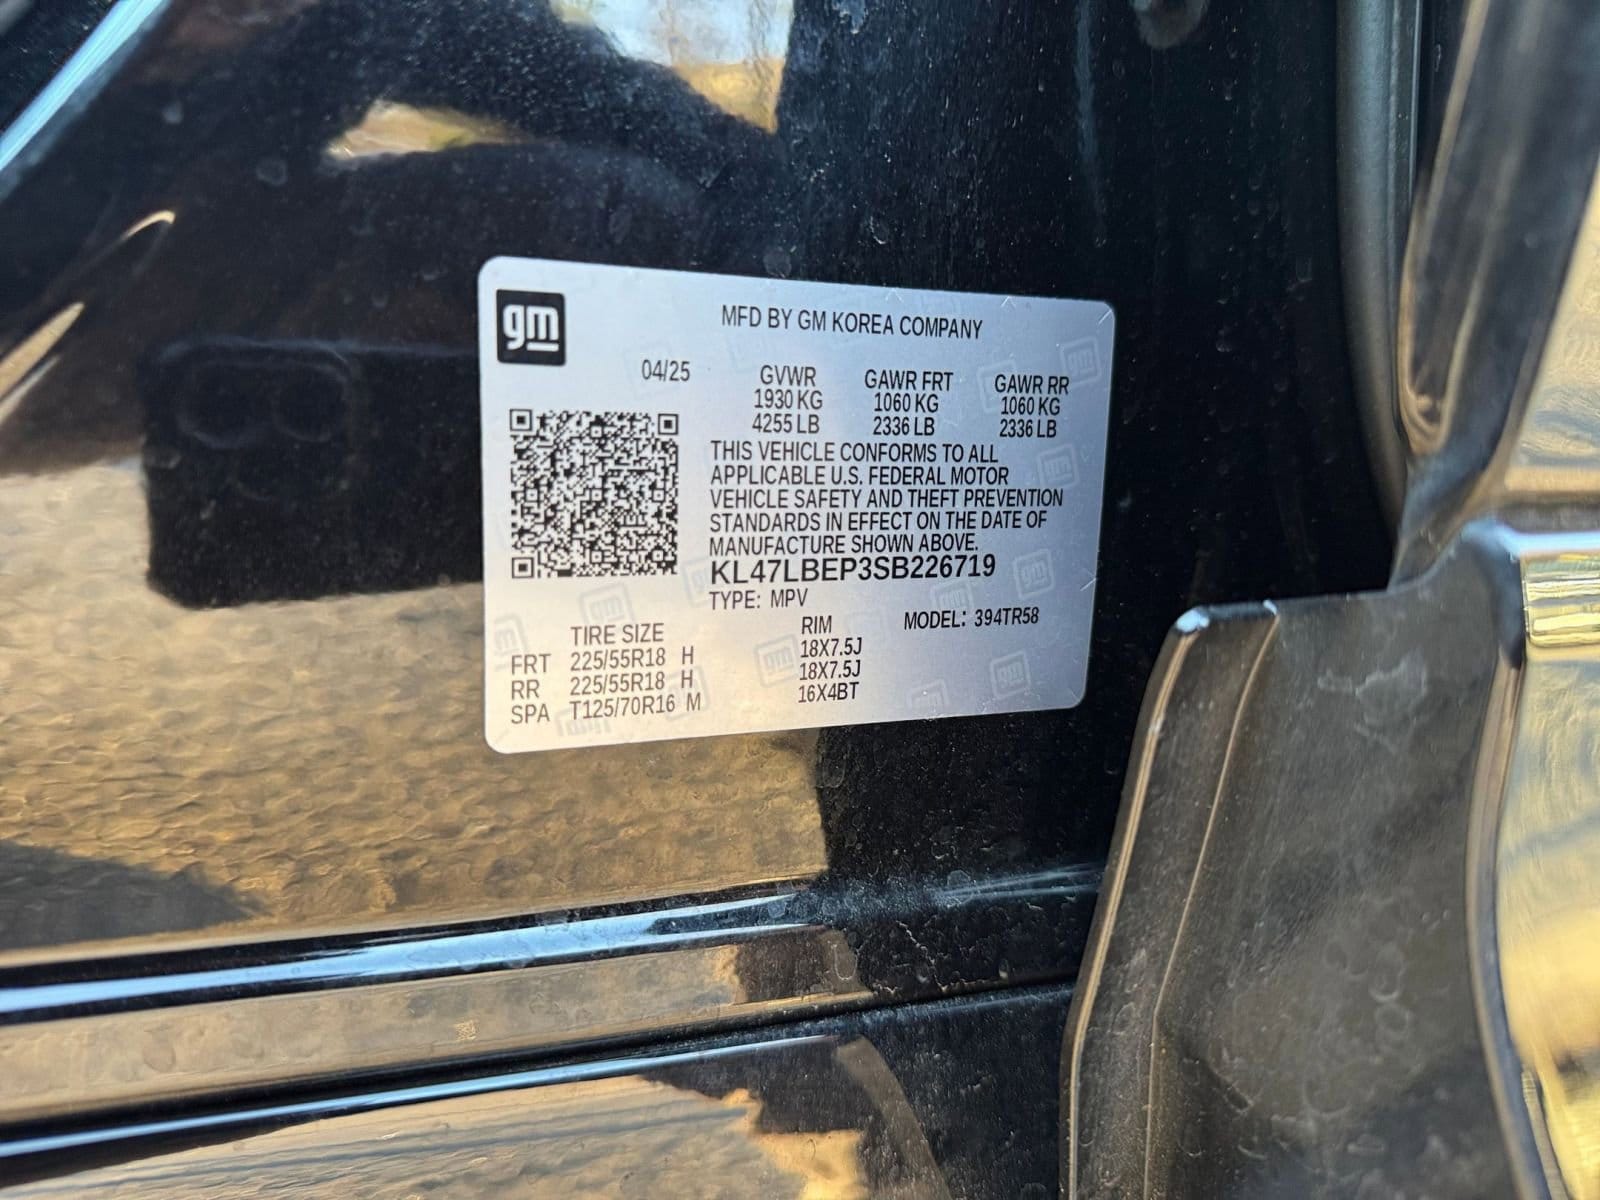 gm
MFD BY GM KOREA COMPANY
04/25 GVWR GAWR FRT GAWR RR
1930 KG 1060 KG 1060 KG
4255 LB 2336 LB 2336 LB
THIS VEHICLE CONFORMS TO ALL
APPLICABLE U.S. FEDERAL MOTOR
VEHICLE SAFETY AND THEFT PREVENTION
STANDARDS IN EFFECT ON THE DATE OF
MANUFACTURE SHOWN ABOVE.
KL47LBEP3SB226719
TYPE: MPV
TIRE SIZE RIM MODEL: 394TR58
FRT 225/55R18 H 18X7.5J
RR 225/55R18 H 18X7.5J
SPA T125/70R16 M 16X4BT